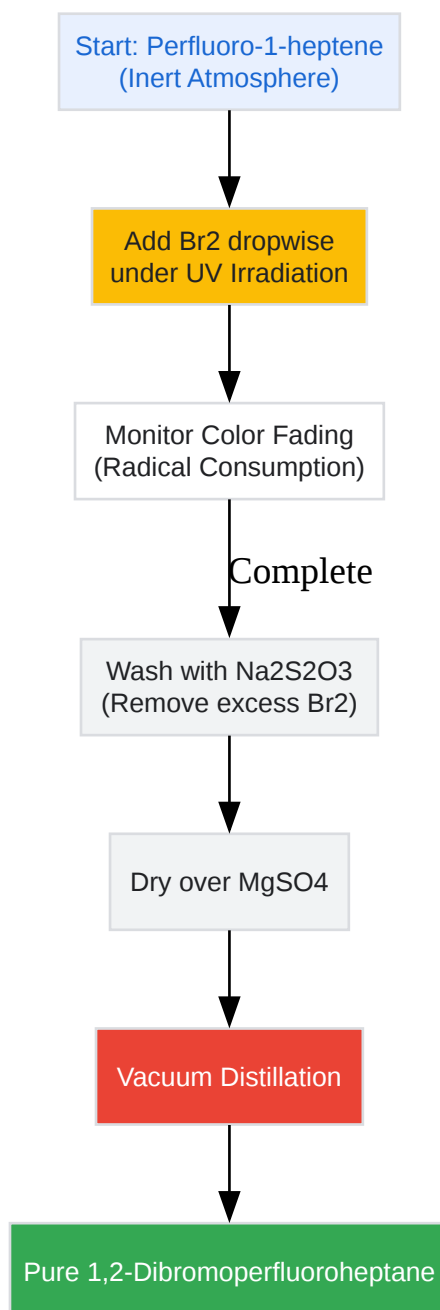 Start: Perfluoro-1-heptene
(Inert Atmosphere)
Add Br2 dropwise
under UV Irradiation
Monitor Color Fading
(Radical Consumption)
Complete
Wash with Na2S2O3
(Remove excess Br2)
Dry over MgSO4
Vacuum Distillation
Pure 1,2-Dibromoperfluoroheptane